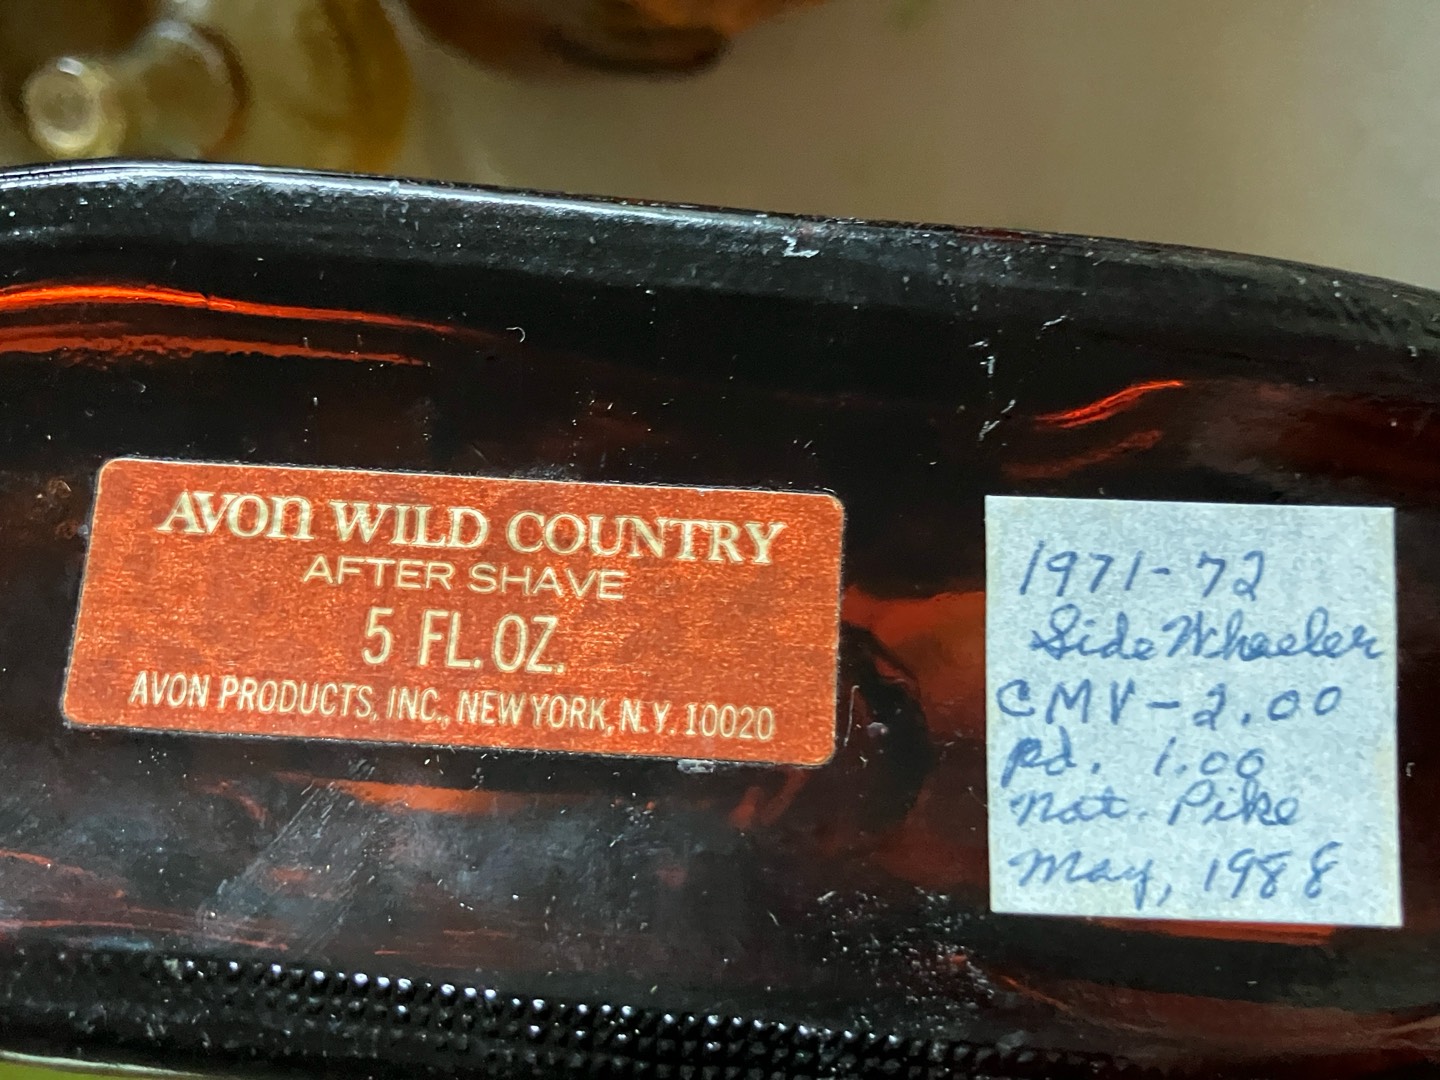 AVON WILD COUNTRY
AFTER SHAVE
5 FL. OZ.
AVON PRODUCTS, INC., NEW YORK, N.Y. 10020
1971-72
Side Wheeler
CMV-2.00
pd. 1.00
Nat. Pike
May, 1988